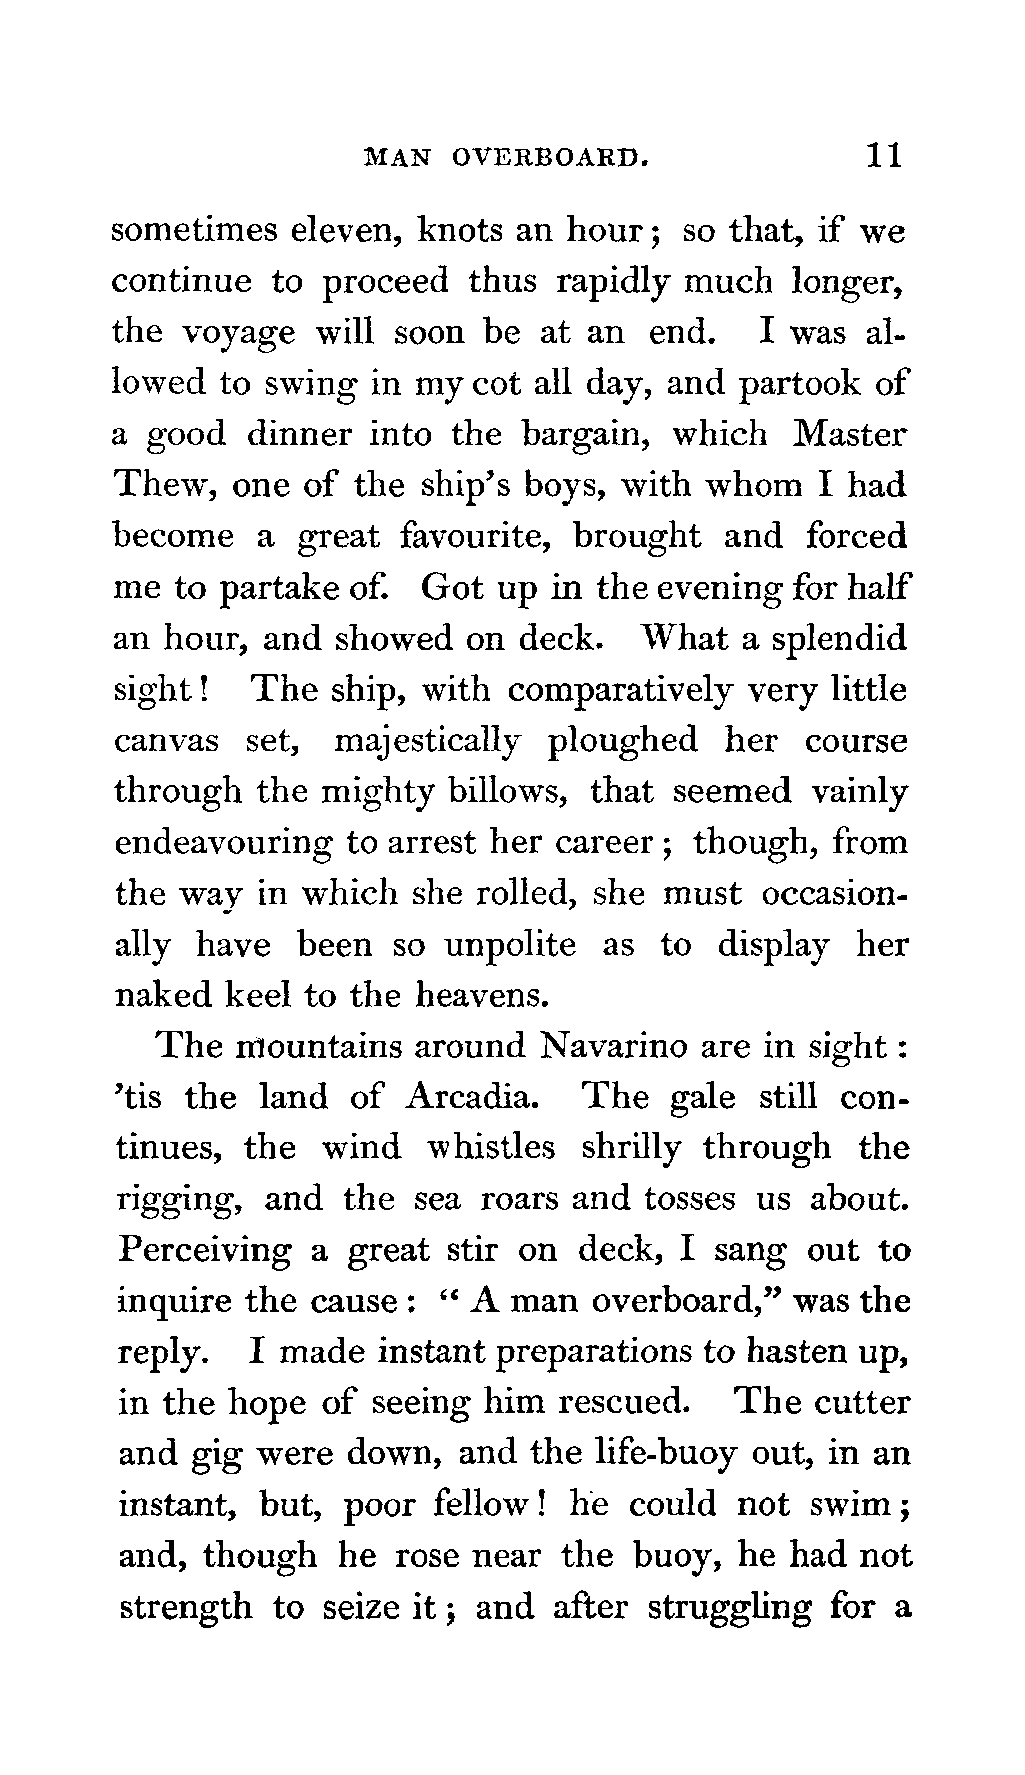 MAN OVERBOARD. 11
sometimes eleven, knots an hour; so that, if we
continue to proceed thus rapidly much longer,
the voyage will soon be at an end. I was al-
lowed to swing in my cot all day, and partook of
a good dinner into the bargain, which Master
Thew, one of the ship's boys, with whom I had
become a great favourite, brought and forced
me to partake of. Got up in the evening for half
an hour, and showed on deck. What a splendid
sight! The ship, with comparatively very little
canvas set, majestically ploughed her course
through the mighty billows, that seemed vainly
endeavouring to arrest her career; though, from
the way in which she rolled, she must occasion-
ally have been so unpolite as to display her
naked keel to the heavens.
The mountains around Navarino are in sight:
'tis the land of Arcadia. The gale still con-
tinues, the wind whistles shrilly through the
rigging, and the sea roars and tosses us about.
Perceiving a great stir on deck, I sang out to
inquire the cause: "A man overboard," was the
reply. I made instant preparations to hasten up,
in the hope of seeing him rescued. The cutter
and gig were down, and the life-buoy out, in an
instant, but, poor fellow! he could not swim;
and, though he rose near the buoy, he had not
strength to seize it; and after struggling for a